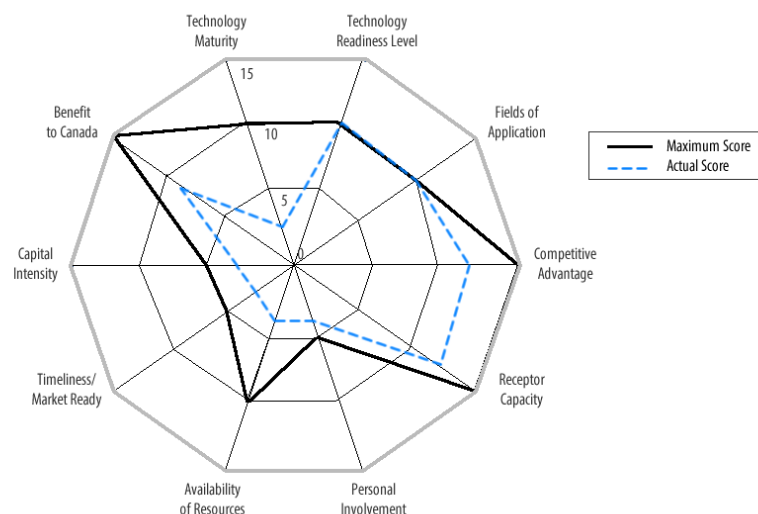 Technology
Maturity
Technology
Readiness Level
15
Benefit
to Canada
10
Fields of
Application
Maximum Score
Actual Score
5
0
Capital
Intensity
Competitive
Advantage
Timeliness/
Market Ready
Receptor
Capacity
Availability
of Resources
Personal
Involvement